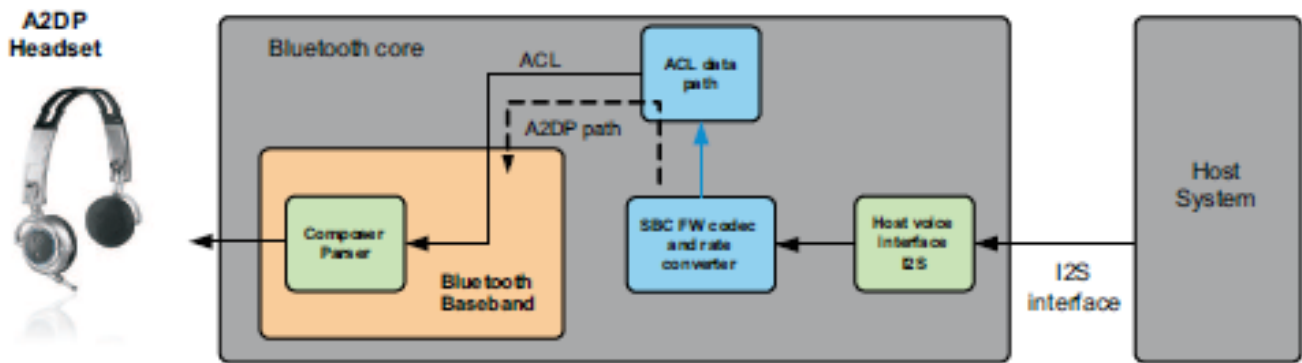 A2DP
Headset
Bluetooth core
ACL
ACL data
path
A2DP path
Composer
Parser
Bluetooth
Baseband
SBC FW codec
and rate
converter
Host voice
Interface
I2S
I2S
interface
Host
System